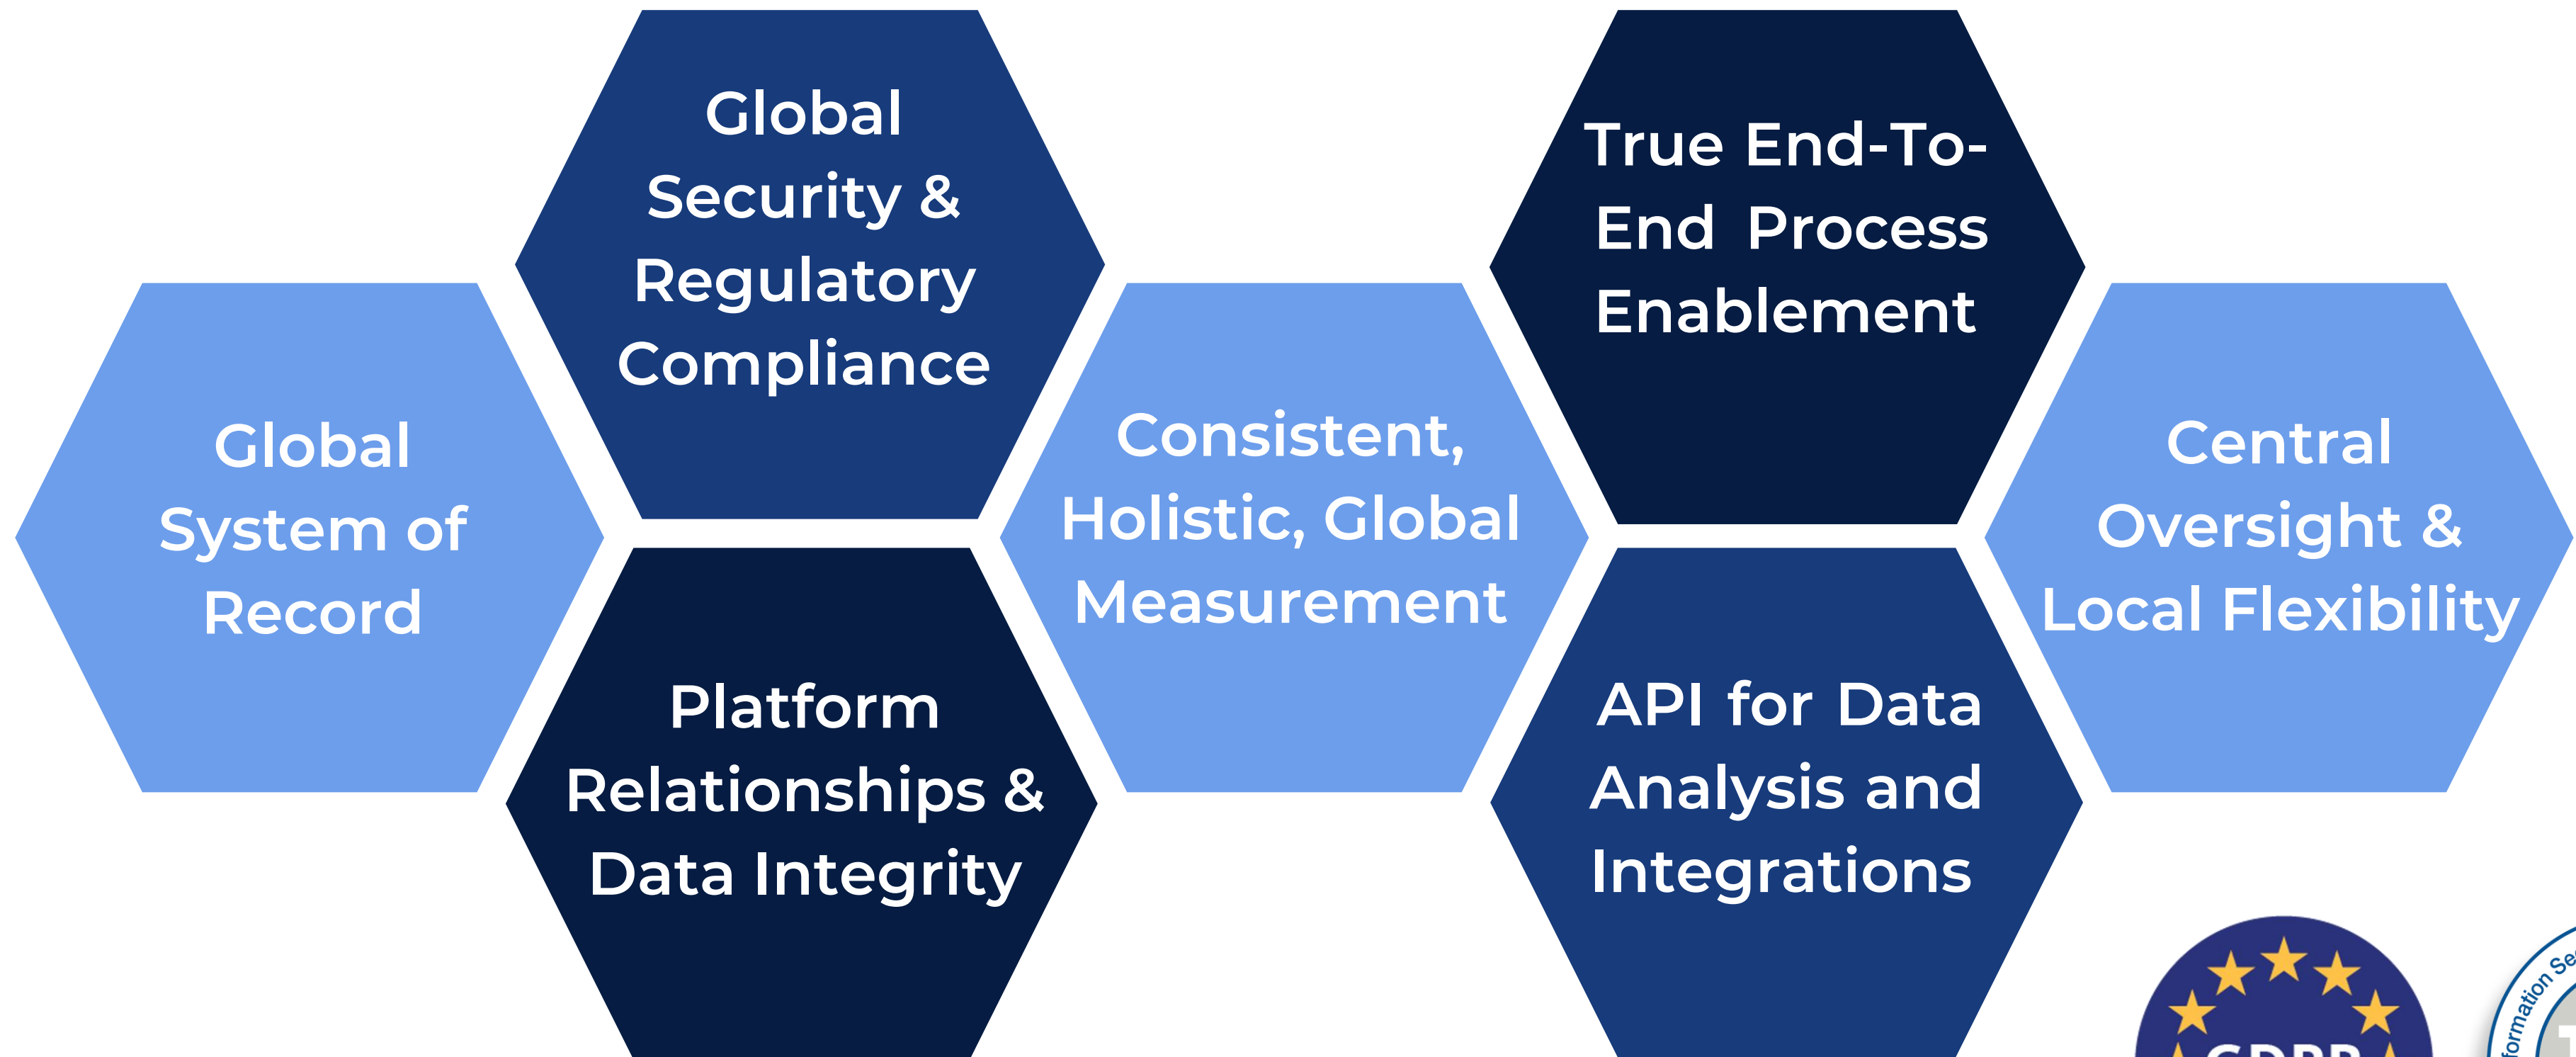 Global
Security &
Regulatory
Compliance
True End-To-
End Process
Enablement
Global
System of
Record
Consistent,
Holistic, Global
Measurement
Central
Oversight &
Local Flexibility
Platform
Relationships &
Data Integrity
API for Data
Analysis and
Integrations
GDPR